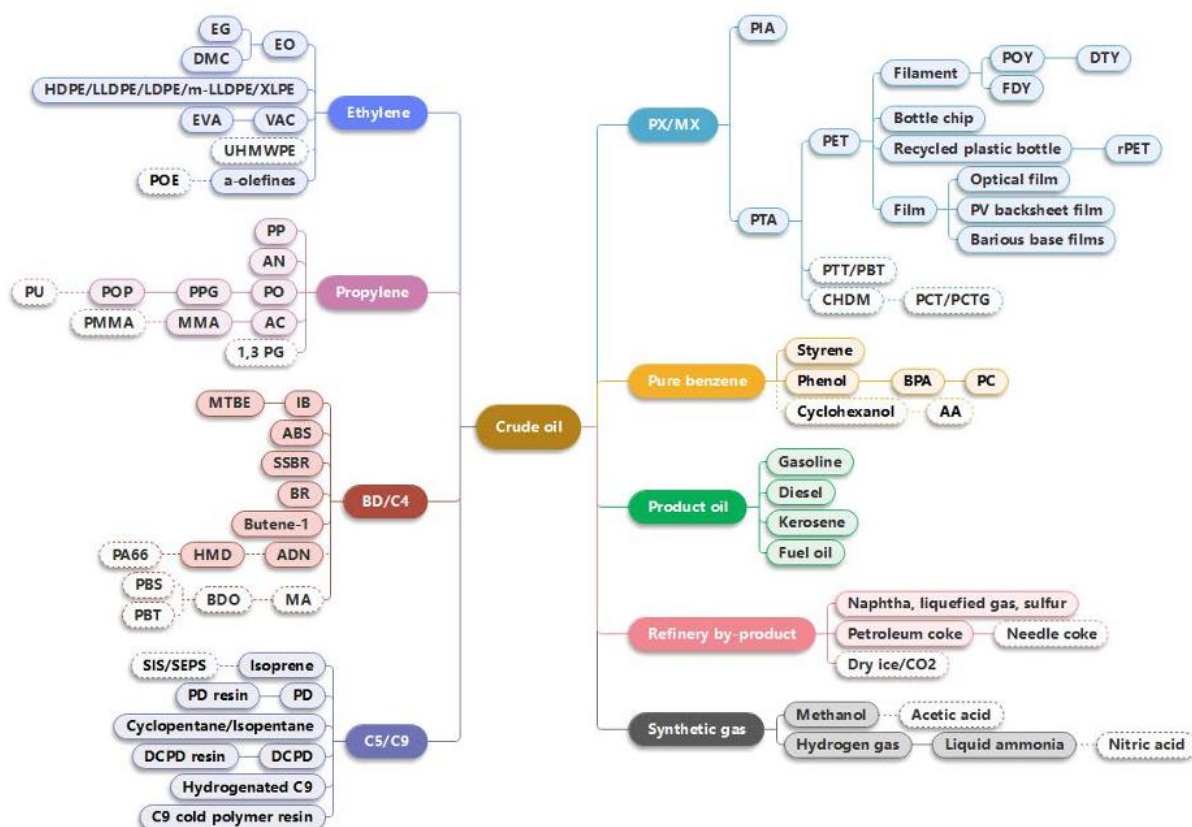 EG
EO
DMC
HDPE/LLDPE/LDPE/m-LLDPE/XLPE
EVA
VAC
UHMWPE
POE
a-olefines
Ethylene
PP
AN
PU
POP
PPG
PO
PMMA
MMA
AC
1,3 PG
Propylene
MTBE
IB
ABS
SSBR
BR
Butene-1
PA66
HMD
ADN
PBS
PBT
BDO
MA
BD/C4
SIS/SEPS
Isoprene
PD resin
PD
Cyclopentane/Isopentane
DCPD resin
DCPD
Hydrogenated C9
C9 cold polymer resin
C5/C9
Crude oil
PX/MX
PIA
PTA
PET
Filament
POY
DTY
FDY
Bottle chip
Recycled plastic bottle
rPET
Film
Optical film
PV backsheet film
Barious base films
PTT/PBT
CHDM
PCT/PCTG
Pure benzene
Styrene
Phenol
BPA
PC
Cyclohexanol
AA
Product oil
Gasoline
Diesel
Kerosene
Fuel oil
Refinery by-product
Naphtha, liquefied gas, sulfur
Petroleum coke
Needle coke
Dry ice/CO2
Synthetic gas
Methanol
Acetic acid
Hydrogen gas
Liquid ammonia
Nitric acid